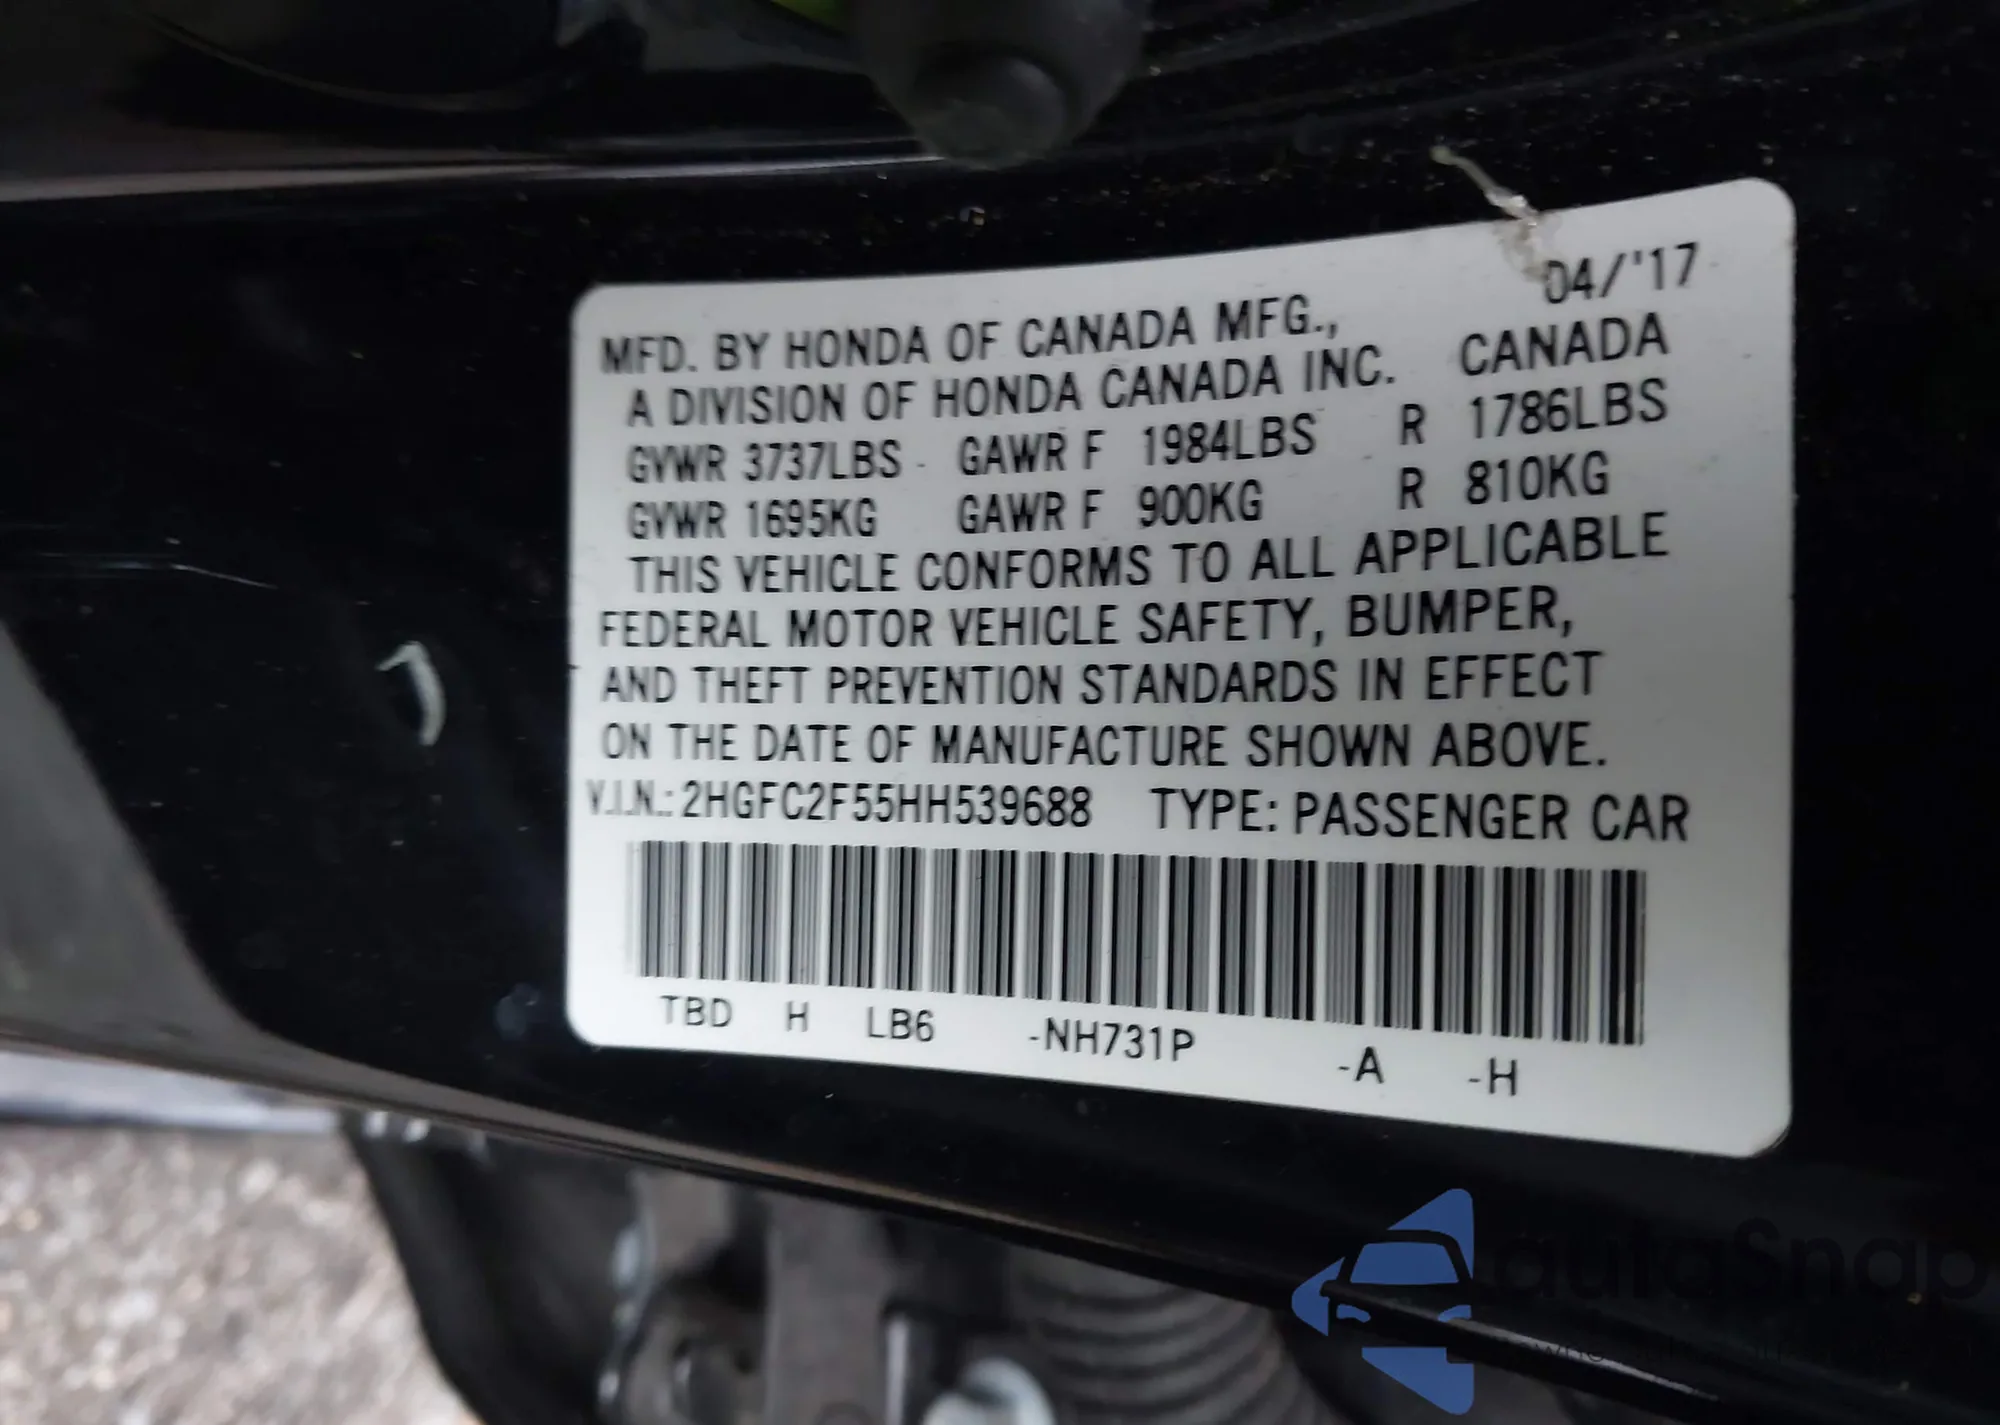 04/'17
MFD. BY HONDA OF CANADA MFG.,
A DIVISION OF HONDA CANADA INC. CANADA
GVWR 3737LBS GAWR F 1984LBS R 1786LBS
GVWR 1695KG GAWR F 900KG R 810KG
THIS VEHICLE CONFORMS TO ALL APPLICABLE
FEDERAL MOTOR VEHICLE SAFETY, BUMPER,
AND THEFT PREVENTION STANDARDS IN EFFECT
ON THE DATE OF MANUFACTURE SHOWN ABOVE.
V.I.N.: 2HGFC2F55HH539688 TYPE: PASSENGER CAR
TBD H LB6 -NH731P -A -H
autoSnap